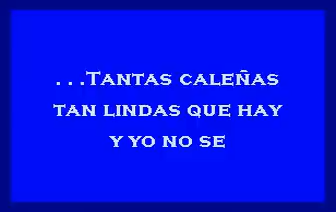 . . .TANTAS CALEÑAS
TAN LINDAS QUE HAY
Y YO NO SE